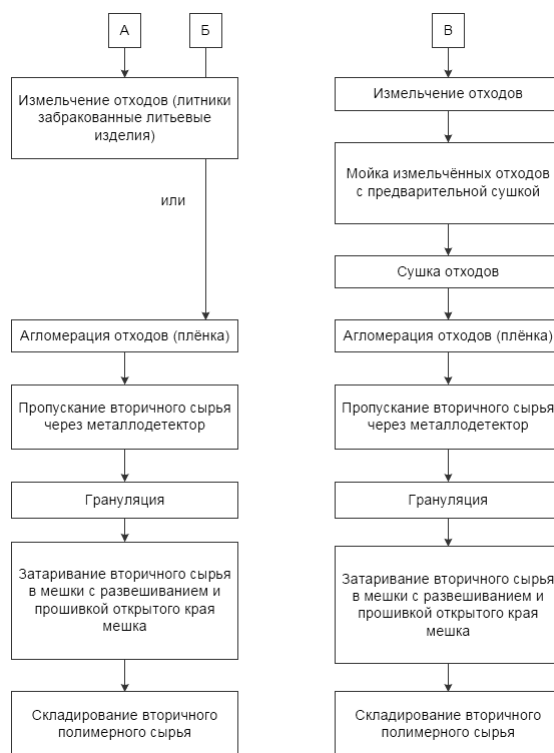 А
Б
Измельчение отходов (литники
забракованные литьевые
изделия)
или
Агломерация отходов (плёнка)
Пропускание вторичного сырья
через металлодетектор
Грануляция
Затаривание вторичного сырья
в мешки с развешиванием и
прошивкой открытого края
мешка
Складирование вторичного
полимерного сырья
В
Измельчение отходов
Мойка измельчённых отходов
с предварительной сушкой
Сушка отходов
Агломерация отходов (плёнка)
Пропускание вторичного сырья
через металлодетектор
Грануляция
Затаривание вторичного сырья
в мешки с развешиванием и
прошивкой открытого края
мешка
Складирование вторичного
полимерного сырья